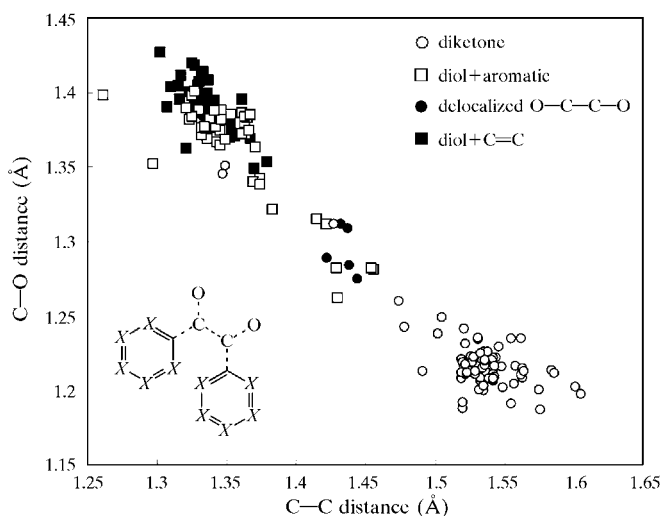 1.45
1.4
1.35
1.3
1.25
1.2
1.15
C—O distance (Å)
diketone
diol+aromatic
delocalized O—C—C—O
diol+C=C
O
C
O
C
X
X
X
X
X
X
X
X
X
X
1.25
1.3
1.35
1.4
1.45
1.5
1.55
1.6
1.65
C—C distance (Å)